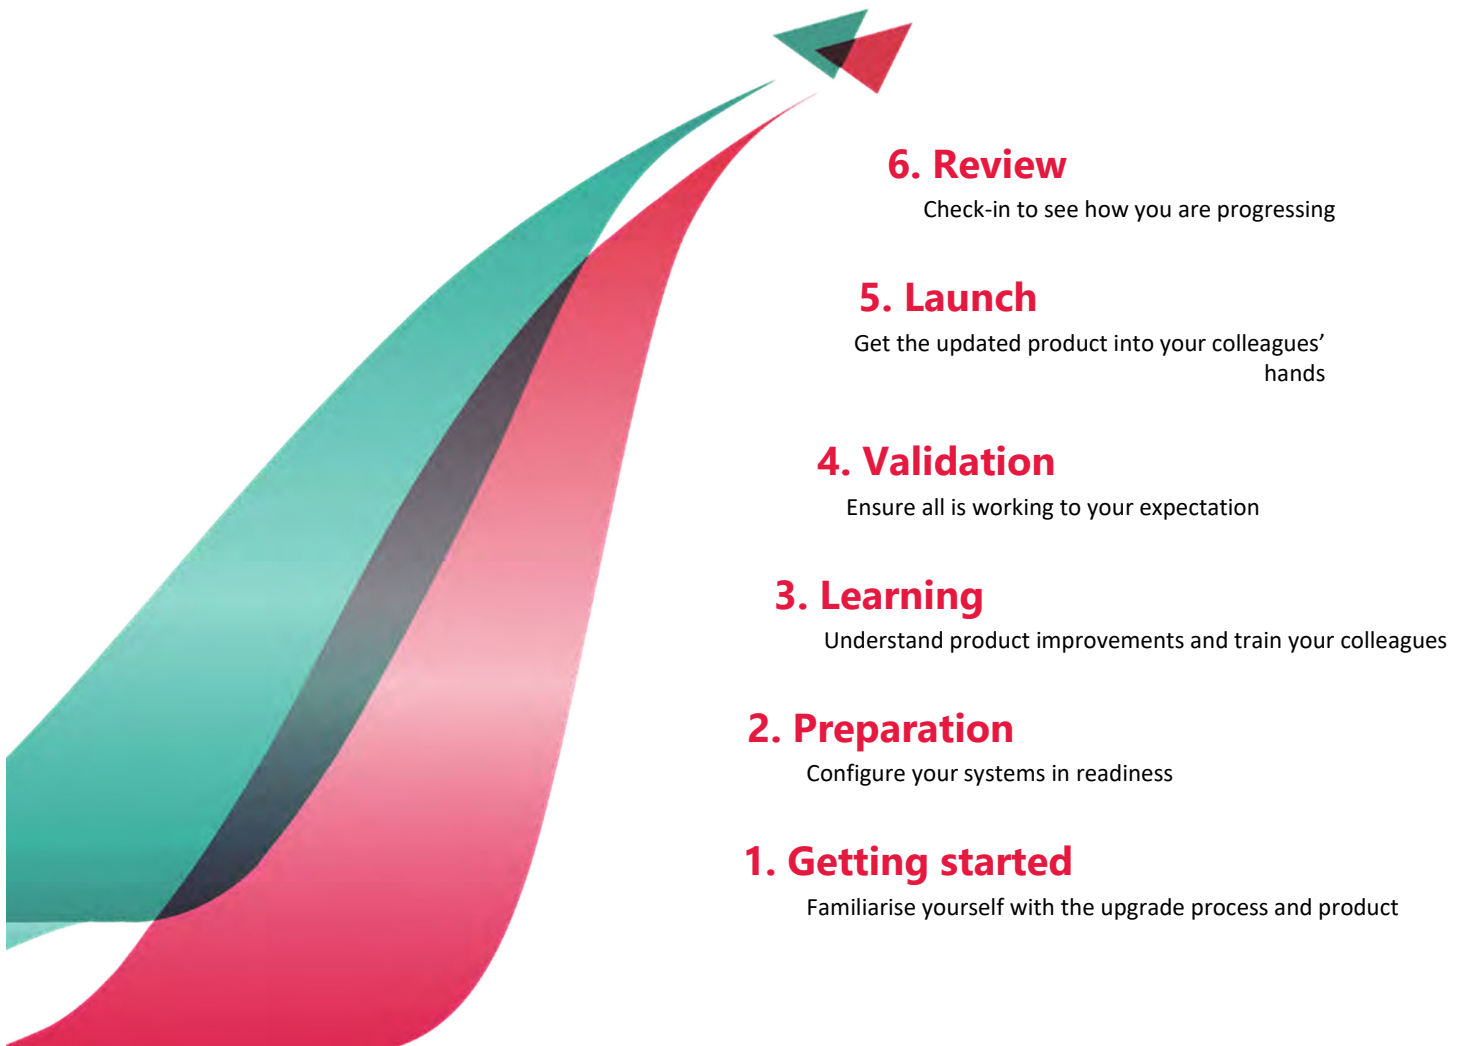 6. Review
Check-in to see how you are progressing
5. Launch
Get the updated product into your colleagues’
hands
4. Validation
Ensure all is working to your expectation
3. Learning
Understand product improvements and train your colleagues
2. Preparation
Configure your systems in readiness
1. Getting started
Familiarise yourself with the upgrade process and product